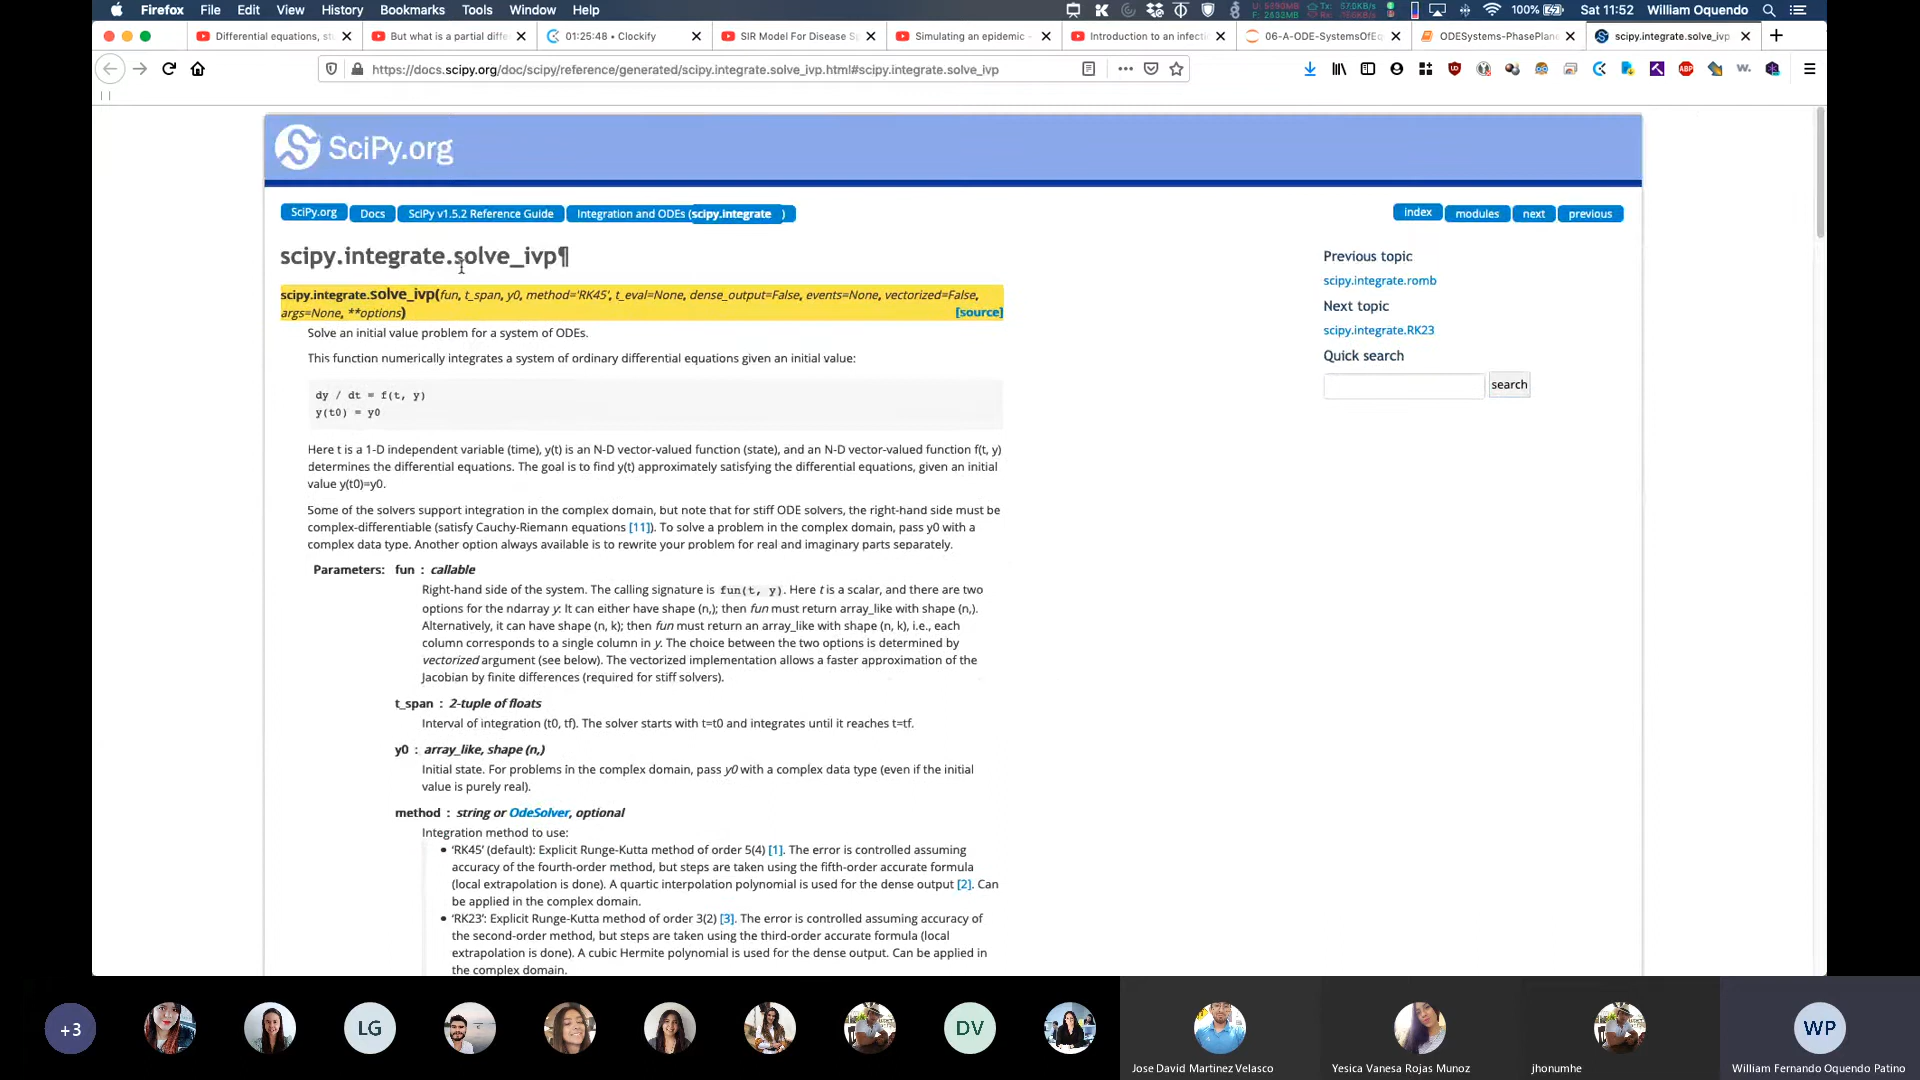 Firefox File Edit View History Bookmarks Tools Window Help 100% Sat 11:52 William Oquendo
Differential equations, st But what is a partial diffe 01:25:48 • Clockify SIR Model For Disease S Simulating an epidemic - Introduction to an infecti 06-A-ODE-SystemsOfEq ODESystems-PhasePlane scipy.integrate.solve_ivp
https://docs.scipy.org/doc/scipy/reference/generated/scipy.integrate.solve_ivp.html#scipy.integrate.solve_ivp
SciPy.org
SciPy.org Docs SciPy v1.5.2 Reference Guide Integration and ODEs (scipy.integrate) index modules next previous
scipy.integrate.solve_ivp¶
scipy.integrate.solve_ivp(fun, t_span, y0, method='RK45', t_eval=None, dense_output=False, events=None, vectorized=False,
args=None, **options) [source]
Solve an initial value problem for a system of ODEs.
This function numerically integrates a system of ordinary differential equations given an initial value:
dy / dt = f(t, y)
y(t0) = y0
Here t is a 1-D independent variable (time), y(t) is an N-D vector-valued function (state), and an N-D vector-valued function f(t, y)
determines the differential equations. The goal is to find y(t) approximately satisfying the differential equations, given an initial
value y(t0)=y0.
Some of the solvers support integration in the complex domain, but note that for stiff ODE solvers, the right-hand side must be
complex-differentiable (satisfy Cauchy-Riemann equations [11]). To solve a problem in the complex domain, pass y0 with a
complex data type. Another option always available is to rewrite your problem for real and imaginary parts separately.
Parameters: fun : callable
Right-hand side of the system. The calling signature is fun(t, y). Here t is a scalar, and there are two
options for the ndarray y: It can either have shape (n,); then fun must return array_like with shape (n,).
Alternatively, it can have shape (n, k); then fun must return an array_like with shape (n, k), i.e., each
column corresponds to a single column in y. The choice between the two options is determined by
vectorized argument (see below). The vectorized implementation allows a faster approximation of the
Jacobian by finite differences (required for stiff solvers).
t_span : 2-tuple of floats
Interval of integration (t0, tf). The solver starts with t=t0 and integrates until it reaches t=tf.
y0 : array_like, shape (n,)
Initial state. For problems in the complex domain, pass y0 with a complex data type (even if the initial
value is purely real).
method : string or OdeSolver, optional
Integration method to use:
• 'RK45' (default): Explicit Runge-Kutta method of order 5(4) [1]. The error is controlled assuming
accuracy of the fourth-order method, but steps are taken using the fifth-order accurate formula
(local extrapolation is done). A quartic interpolation polynomial is used for the dense output [2]. Can
be applied in the complex domain.
• 'RK23': Explicit Runge-Kutta method of order 3(2) [3]. The error is controlled assuming accuracy of
the second-order method, but steps are taken using the third-order accurate formula (local
extrapolation is done). A cubic Hermite polynomial is used for the dense output. Can be applied in
the complex domain.
Previous topic
scipy.integrate.romb
Next topic
scipy.integrate.RK23
Quick search
search
+3 LG DV WP
Jose David Martinez Velasco Yesica Vanesa Rojas Munoz jhonumhe William Fernando Oquendo Patino